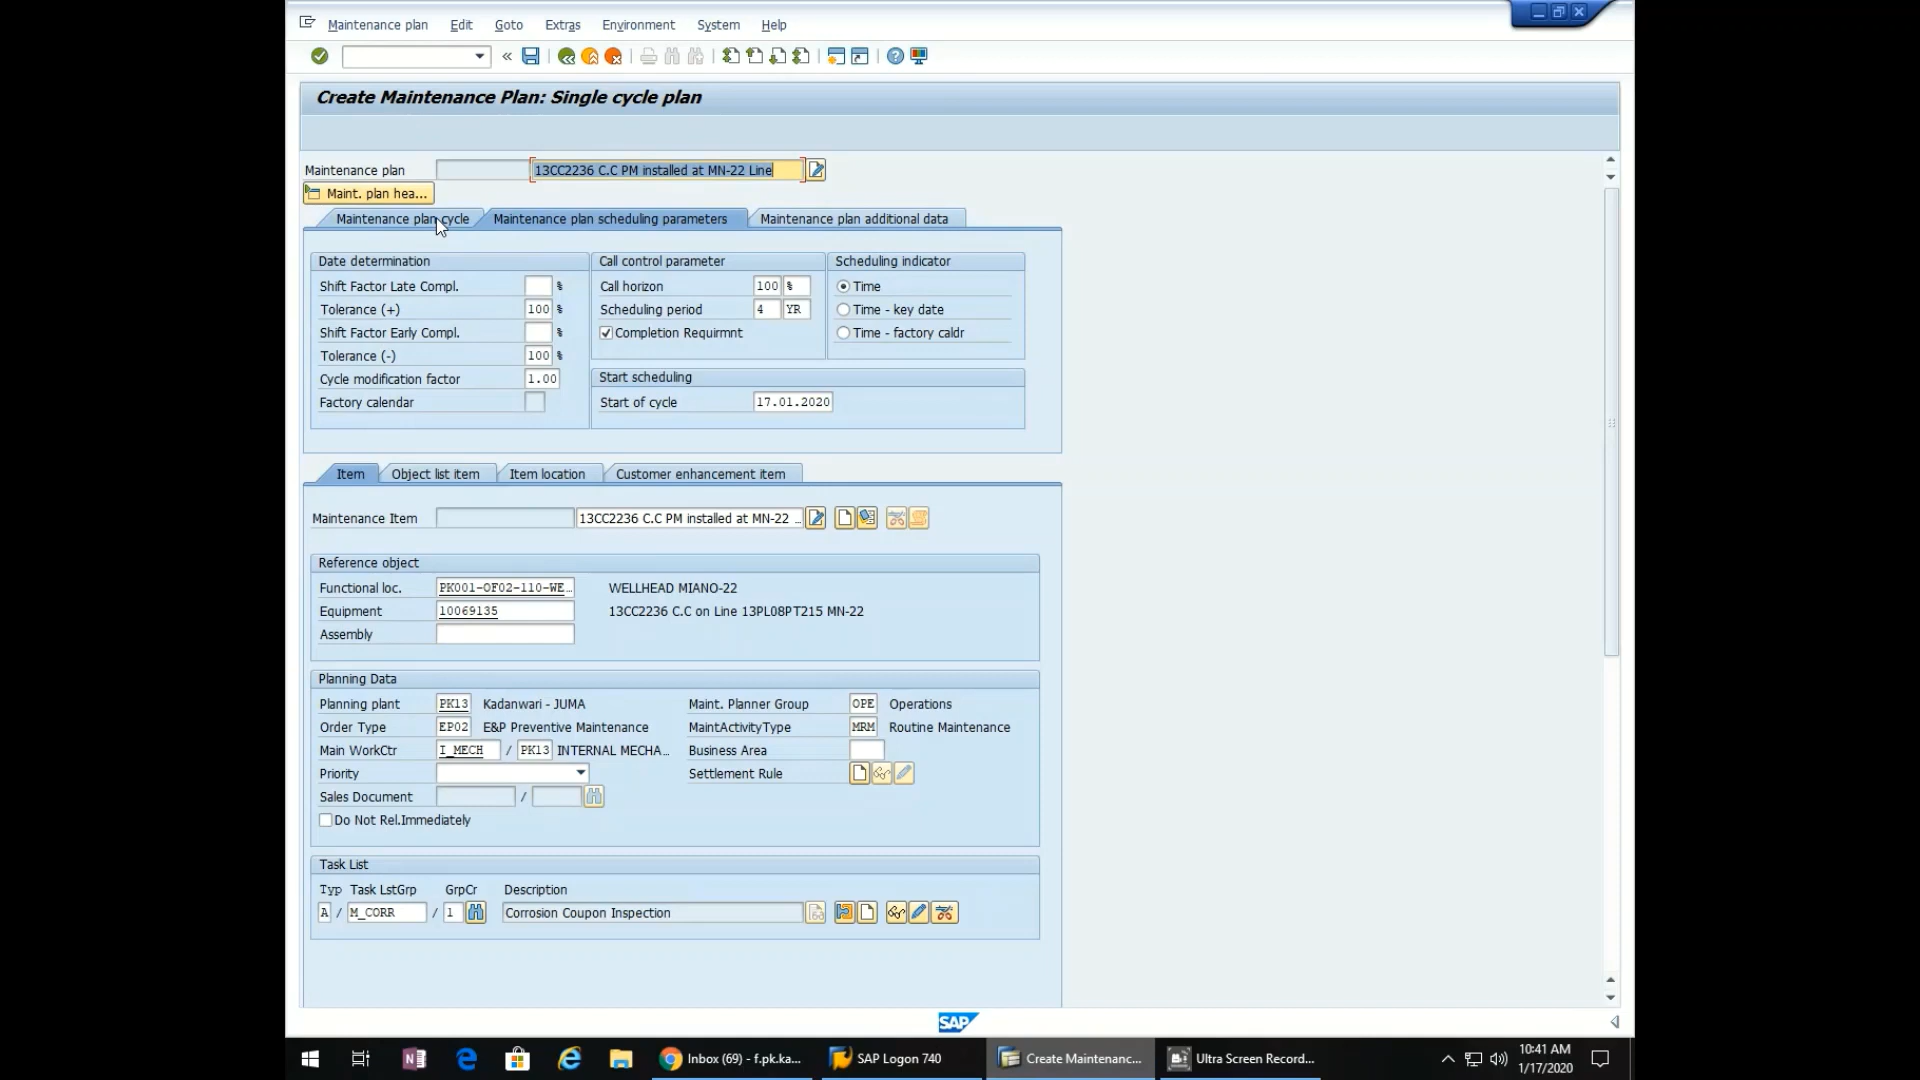 Maintenance plan Edit Goto Extras Environment System Help
Create Maintenance Plan: Single cycle plan
Maintenance plan 13CC2236 C.C PM installed at MN-22 Line
Maint. plan hea...
Maintenance plan cycle Maintenance plan scheduling parameters Maintenance plan additional data
Date determination Call control parameter Scheduling indicator
Shift Factor Late Compl. % Call horizon 100 % Time
Tolerance (+) 100 % Scheduling period 4 YR Time - key date
Shift Factor Early Compl. % Completion Requirmnt Time - factory caldr
Tolerance (-) 100 %
Cycle modification factor 1.00 Start scheduling
Factory calendar Start of cycle 17.01.2020
Item Object list item Item location Customer enhancement item
Maintenance Item 13CC2236 C.C PM installed at MN-22 ...
Reference object
Functional loc. PK001-OF02-110-WE... WELLHEAD MIANO-22
Equipment 10069135 13CC2236 C.C on Line 13PL08PT215 MN-22
Assembly
Planning Data
Planning plant PK13 Kadanwari - JUMA Maint. Planner Group OPE Operations
Order Type EP02 E&P Preventive Maintenance MaintActivityType MRM Routine Maintenance
Main WorkCtr I_MECH / PK13 INTERNAL MECHA... Business Area
Priority Settlement Rule
Sales Document /
Do Not Rel.Immediately
Task List
Typ Task LstGrp GrpCr Description
A / M_CORR / 1 Corrosion Coupon Inspection
SAP
Inbox (69) - f.pk.ka... SAP Logon 740 Create Maintenanc... Ultra Screen Record... 10:41 AM
1/17/2020